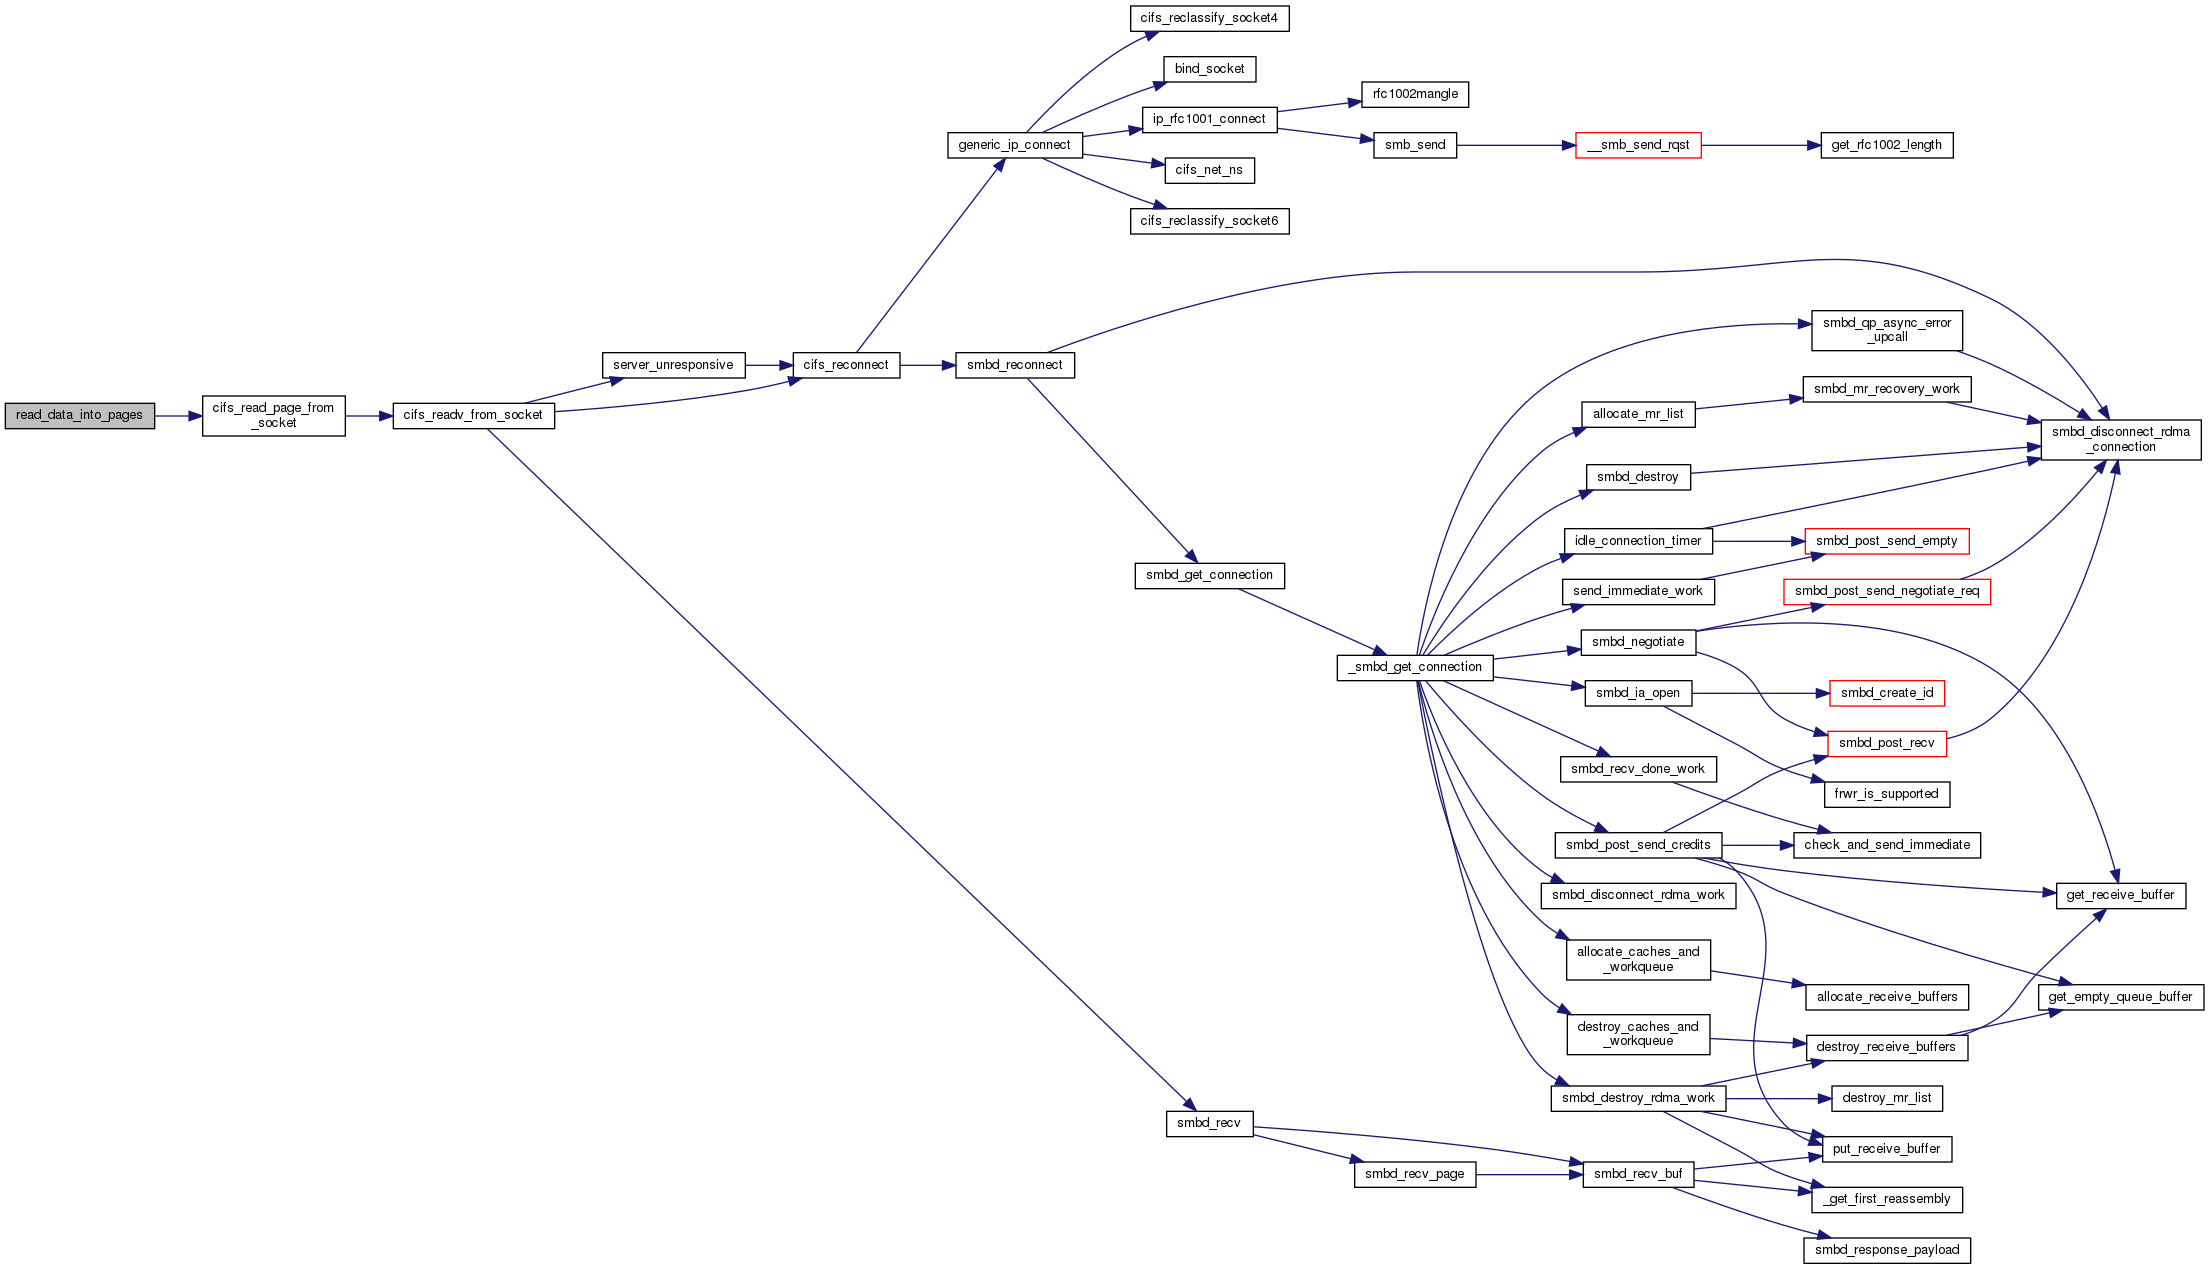 cifs_reclassify_socket4
bind_socket
rfc1002mangle
ip_rfc1001_connect
generic_ip_connect
smb_send
__smb_send_rqst
get_rfc1002_length
cifs_net_ns
cifs_reclassify_socket6
smbd_qp_async_error
_upcall
server_unresponsive
cifs_reconnect
smbd_reconnect
smbd_mr_recovery_work
read_data_into_pages
cifs_read_page_from
_socket
cifs_readv_from_socket
allocate_mr_list
smbd_disconnect_rdma
_connection
smbd_destroy
idle_connection_timer
smbd_post_send_empty
smbd_get_connection
send_immediate_work
smbd_post_send_negotiate_req
smbd_negotiate
_smbd_get_connection
smbd_ia_open
smbd_create_id
smbd_post_recv
smbd_recv_done_work
frwr_is_supported
smbd_post_send_credits
check_and_send_immediate
smbd_disconnect_rdma_work
get_receive_buffer
allocate_caches_and
_workqueue
allocate_receive_buffers
get_empty_queue_buffer
destroy_caches_and
_workqueue
destroy_receive_buffers
smbd_destroy_rdma_work
destroy_mr_list
smbd_recv
put_receive_buffer
smbd_recv_page
smbd_recv_buf
_get_first_reassembly
smbd_response_payload